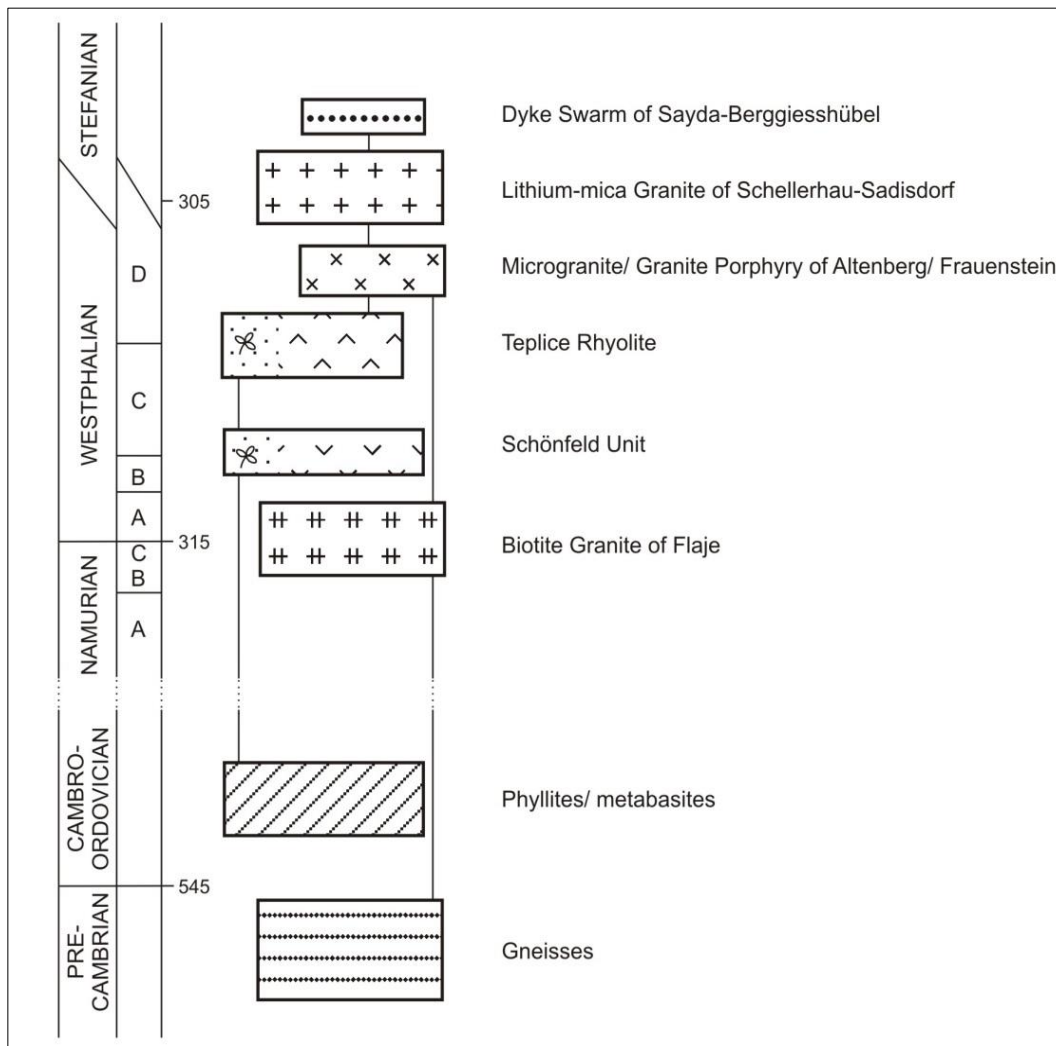 STEFANIAN
Dyke Swarm of Sayda-Berggiesshübel
Lithium-mica Granite of Schellerhau-Sadisdorf
305
Microgranite/ Granite Porphyry of Altenberg/ Frauenstein
D
WESTPHALIAN
Teplice Rhyolite
C
Schönfeld Unit
B
A
315
Biotite Granite of Flaje
C
B
NAMURIAN
A
CAMBRO-
ORDOVICIAN
Phyllites/ metabasites
545
PRE-
CAMBRIAN
Gneisses